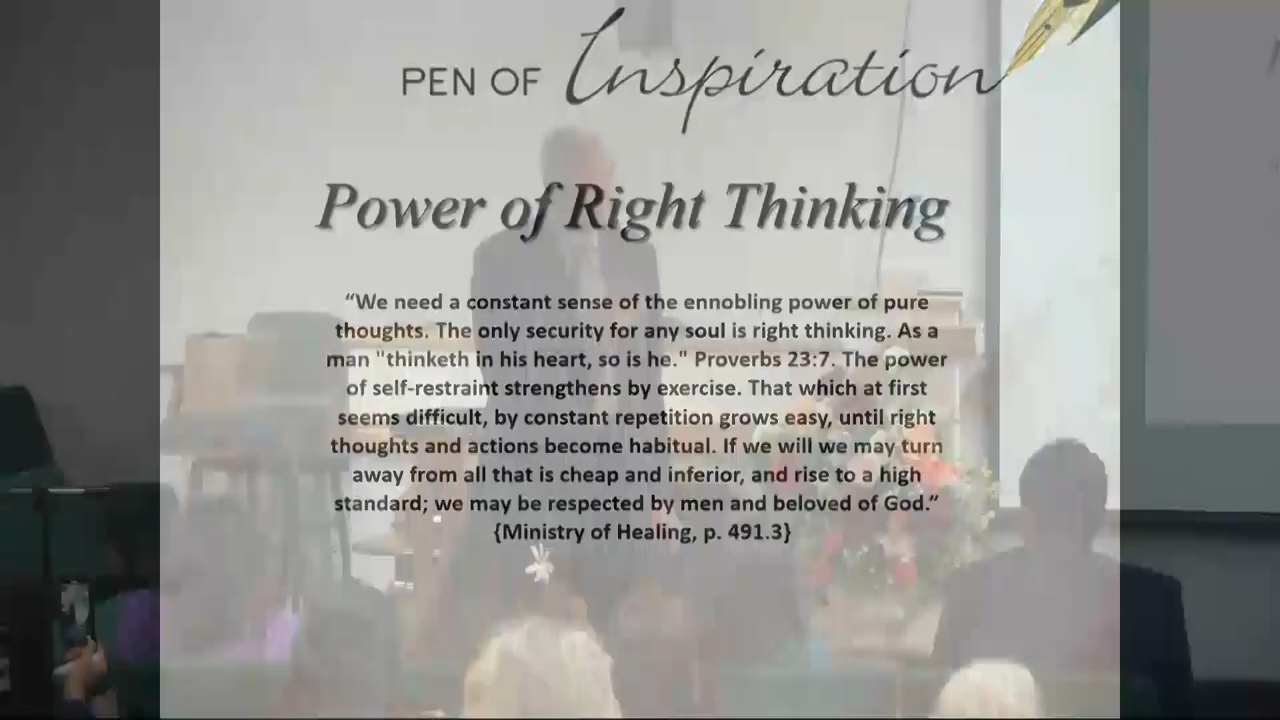 PEN OF Inspiration
Power of Right Thinking
“We need a constant sense of the ennobling power of pure
thoughts. The only security for any soul is right thinking. As a
man "thinketh in his heart, so is he." Proverbs 23:7. The power
of self-restraint strengthens by exercise. That which at first
seems difficult, by constant repetition grows easy, until right
thoughts and actions become habitual. If we will we may turn
away from all that is cheap and inferior, and rise to a high
standard; we may be respected by men and beloved of God.”
{Ministry of Healing, p. 491.3}